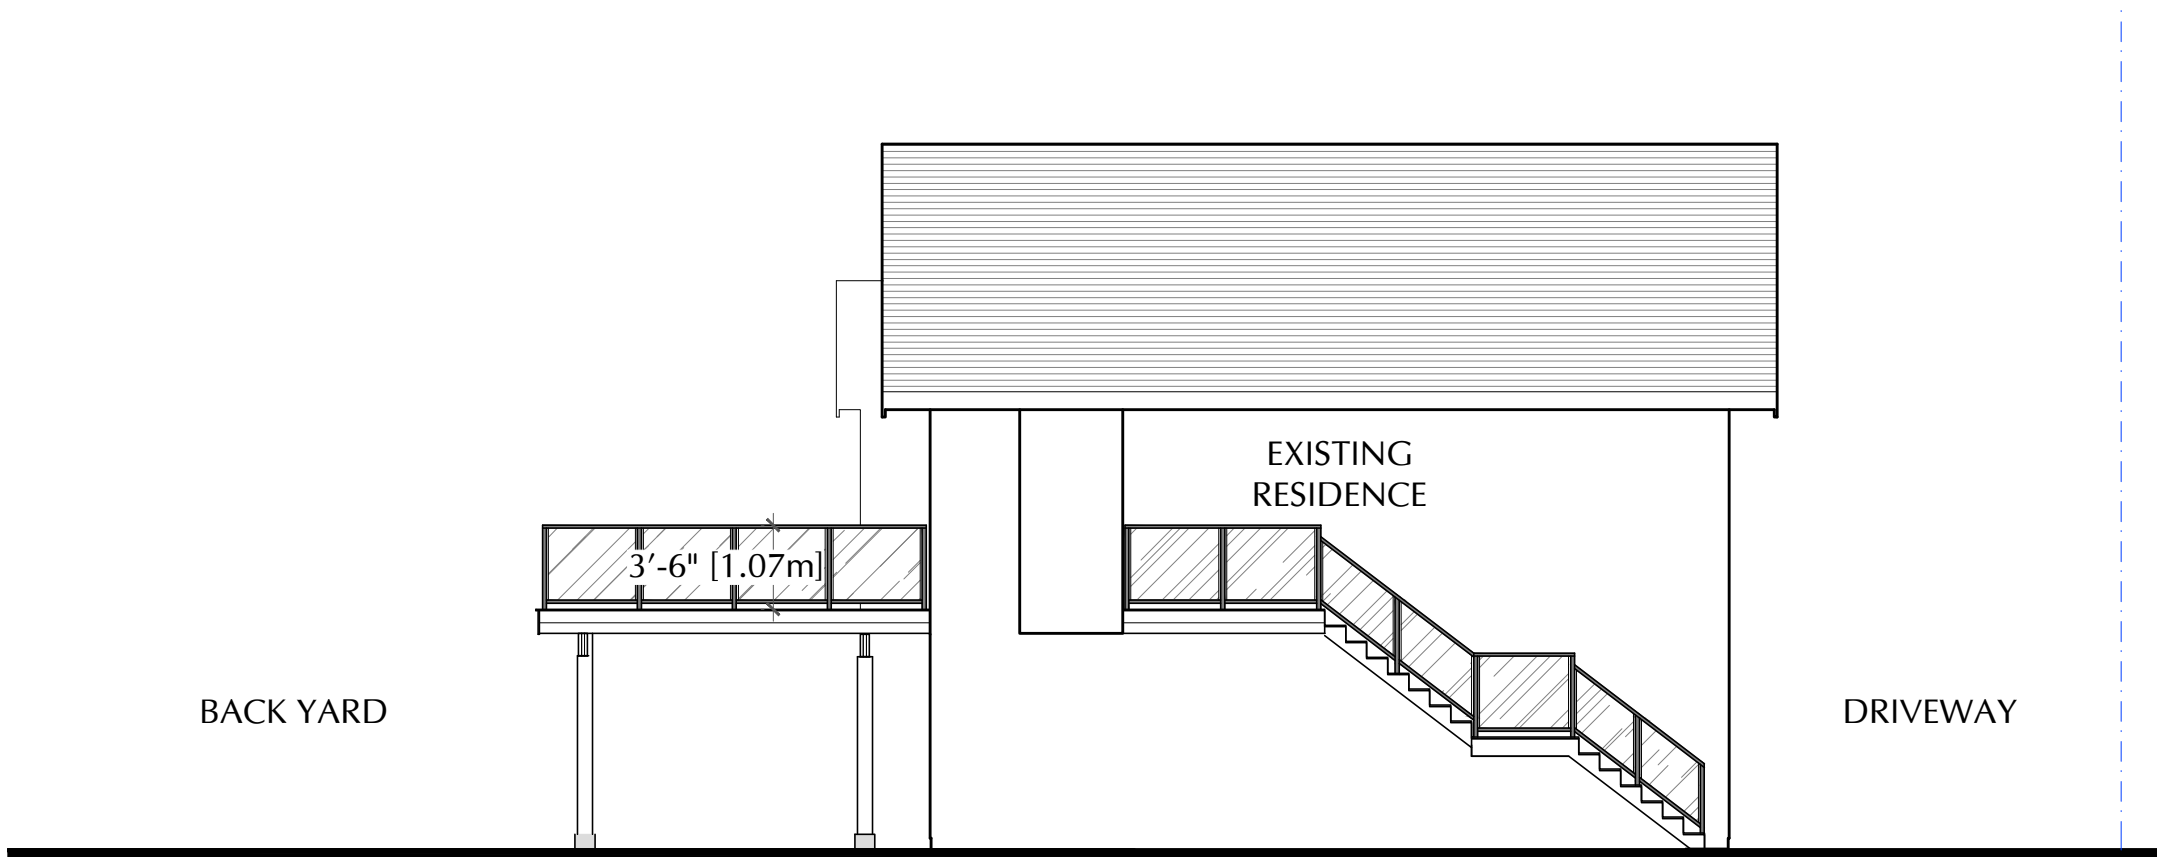 EXISTING
RESIDENCE
3'-6" [1.07m]
BACK YARD
DRIVEWAY